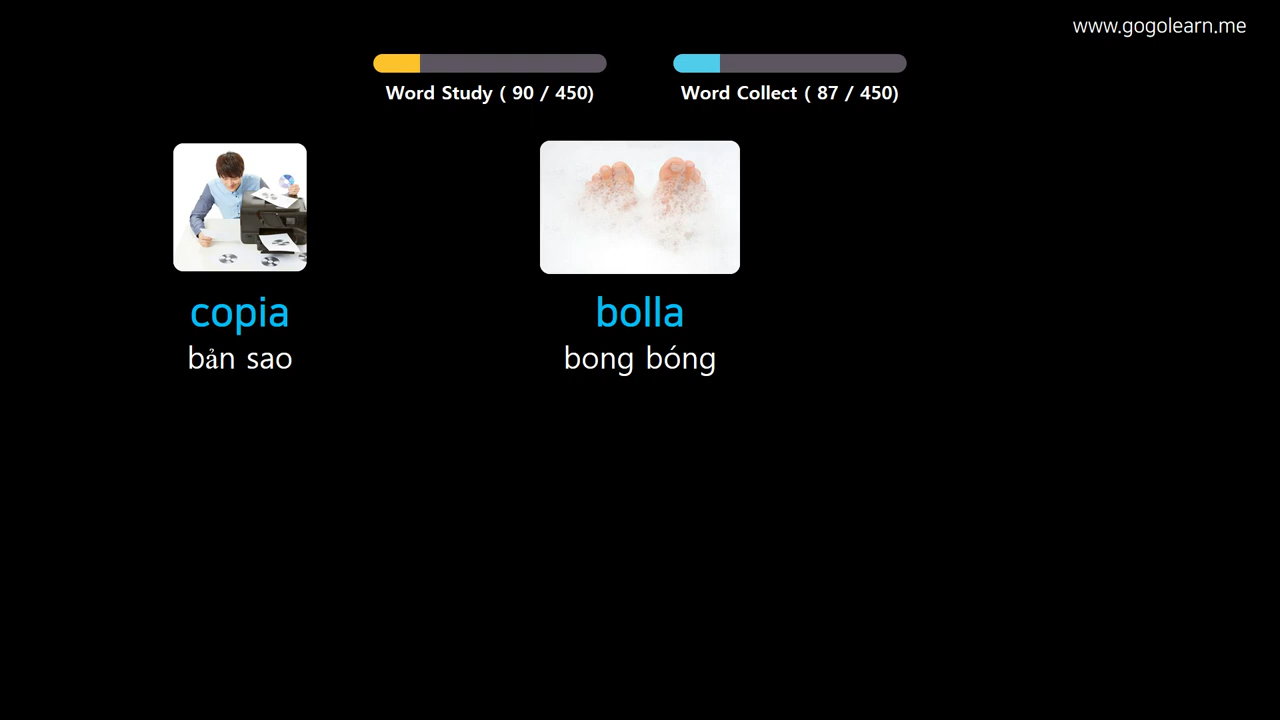 www.gogolearn.me
Word Study ( 90 / 450)
Word Collect ( 87 / 450)
copia
bản sao
bolla
bong bóng